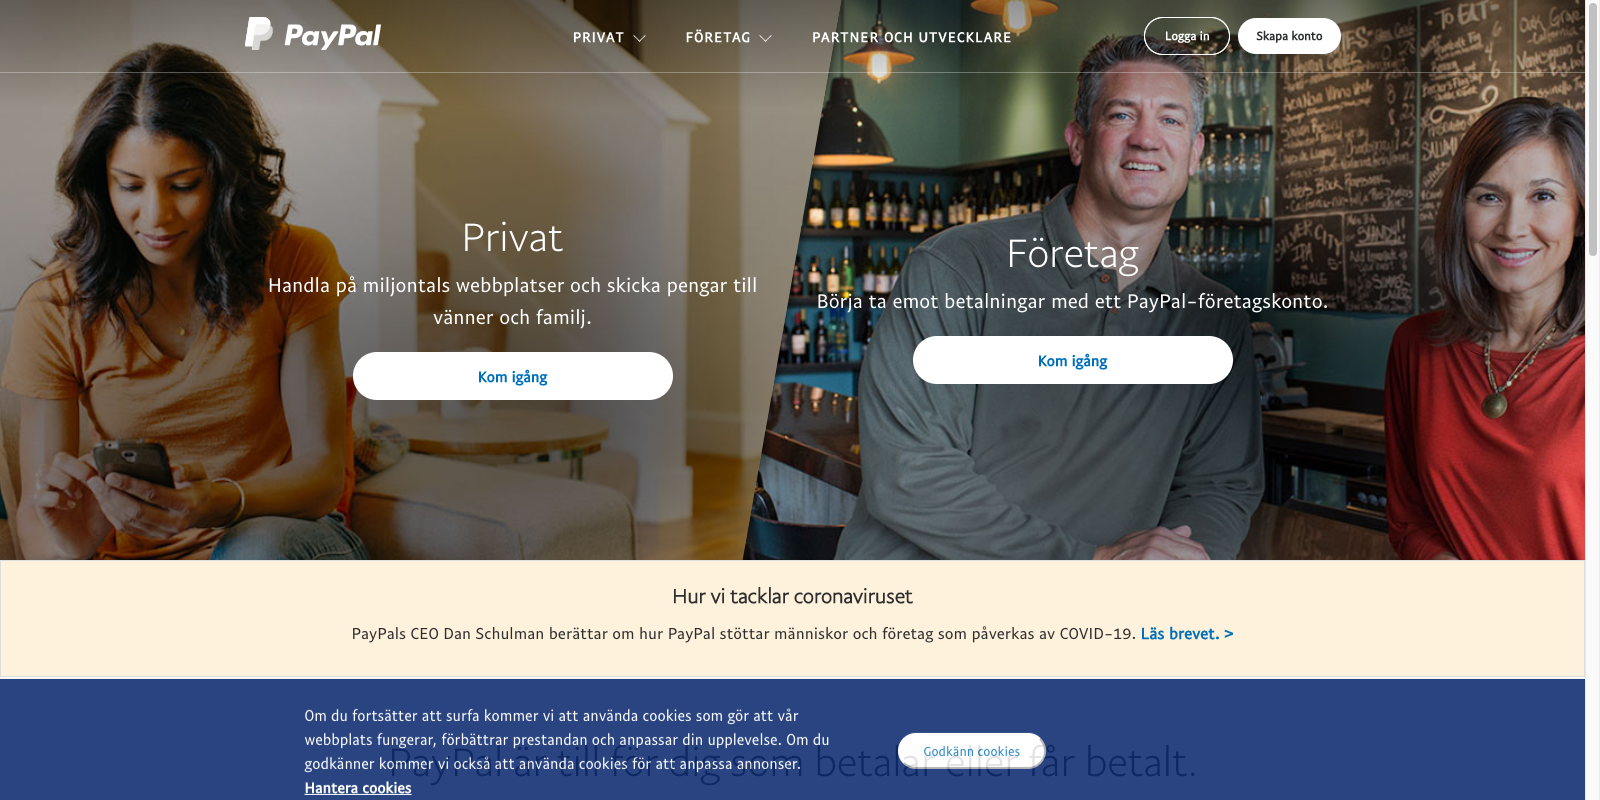 PayPal
PRIVAT
FÖRETAG
PARTNER OCH UTVECKLARE
Logga in
Skapa konto
Privat
Handla på miljontals webbplatser och skicka pengar till
vänner och familj.
Kom igång
Företag
Börja ta emot betalningar med ett PayPal-företagskonto.
Kom igång
TO EAT
Hur vi tacklar coronaviruset
PayPals CEO Dan Schulman berättar om hur PayPal stöttar människor och företag som påverkas av COVID-19. Läs brevet. >
Om du fortsätter att surfa kommer vi att använda cookies som gör att vår
webbplats fungerar, förbättrar prestandan och anpassar din upplevelse. Om du
godkänner kommer vi också att använda cookies för att anpassa annonser.
Hantera cookies
Godkänn cookies
PayPal är till för dig som betalar eller får betalt.